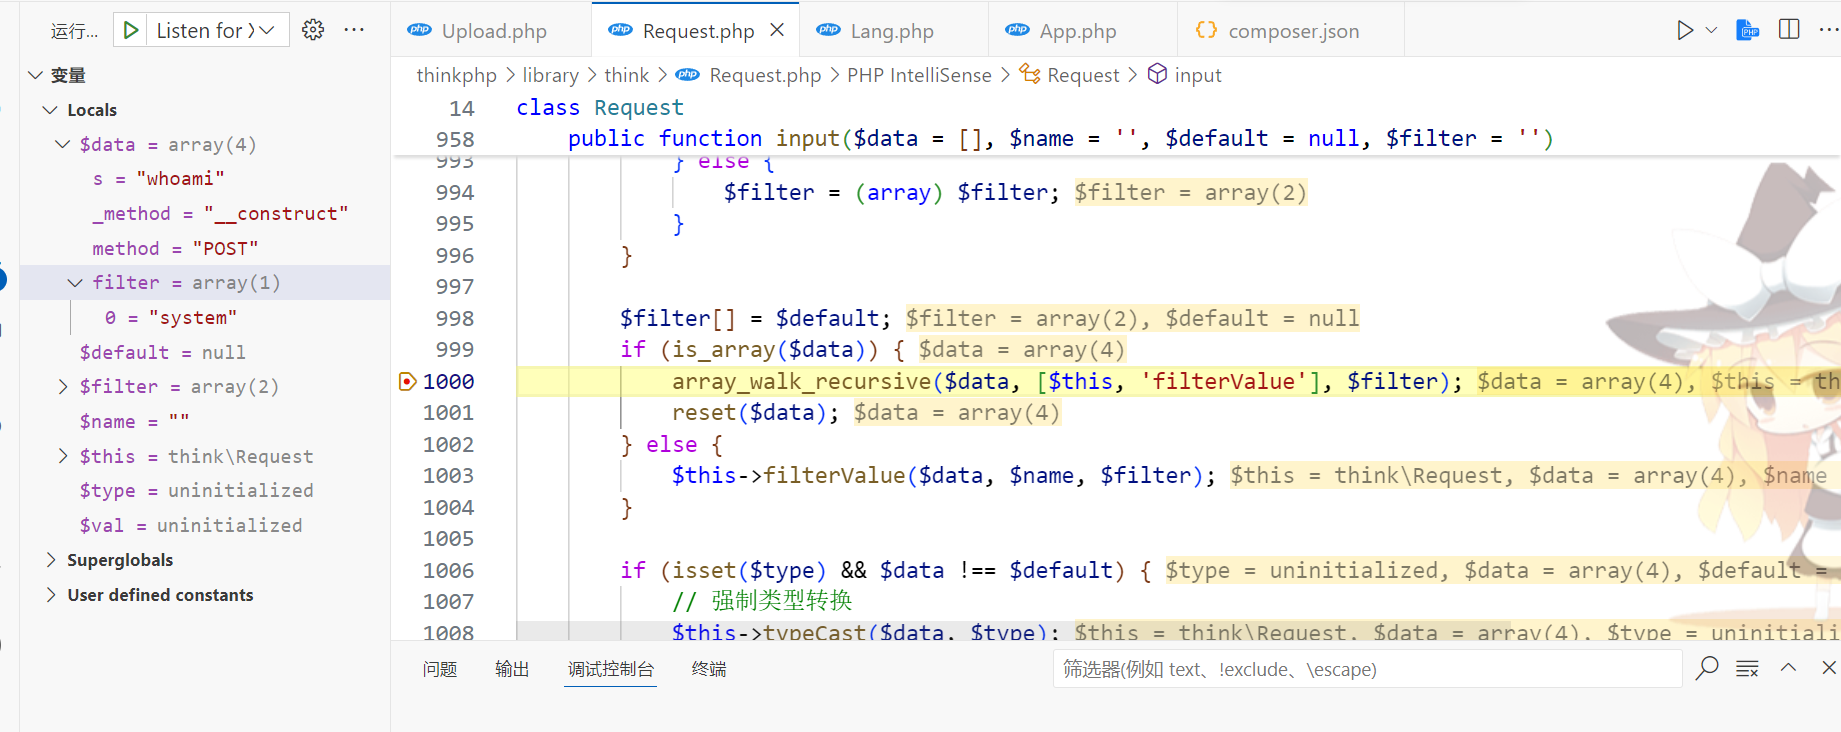 运行... Listen for X
变量
Locals
$data = array(4)
s = "whoami"
_method = "__construct"
method = "POST"
filter = array(1)
0 = "system"
$default = null
$filter = array(2)
$name = ""
$this = think\Request
$type = uninitialized
$val = uninitialized
Superglobals
User defined constants
php Upload.php php Request.php php Lang.php php App.php {} composer.json
PHP
thinkphp > library > think > php Request.php > PHP IntelliSense > Request > input
14 class Request
958 public function input($data = [], $name = '', $default = null, $filter = '')
993 } else {
994 $filter = (array) $filter; $filter = array(2)
995 }
996 }
997
998 $filter[] = $default; $filter = array(2), $default = null
999 if (is_array($data)) { $data = array(4)
1000 array_walk_recursive($data, [$this, 'filterValue'], $filter); $data = array(4), $this = th
1001 reset($data); $data = array(4)
1002 } else {
1003 $this->filterValue($data, $name, $filter); $this = think\Request, $data = array(4), $name
1004 }
1005
1006 if (isset($type) && $data !== $default) { $type = uninitialized, $data = array(4), $default =
1007 // 强制类型转换
1008 $this->typeCast($data, $type); $this = think\Request, $data = array(4), $type = uniniti
问题 输出 调试控制台 终端 筛选器(例如 text、!exclude、\escape)